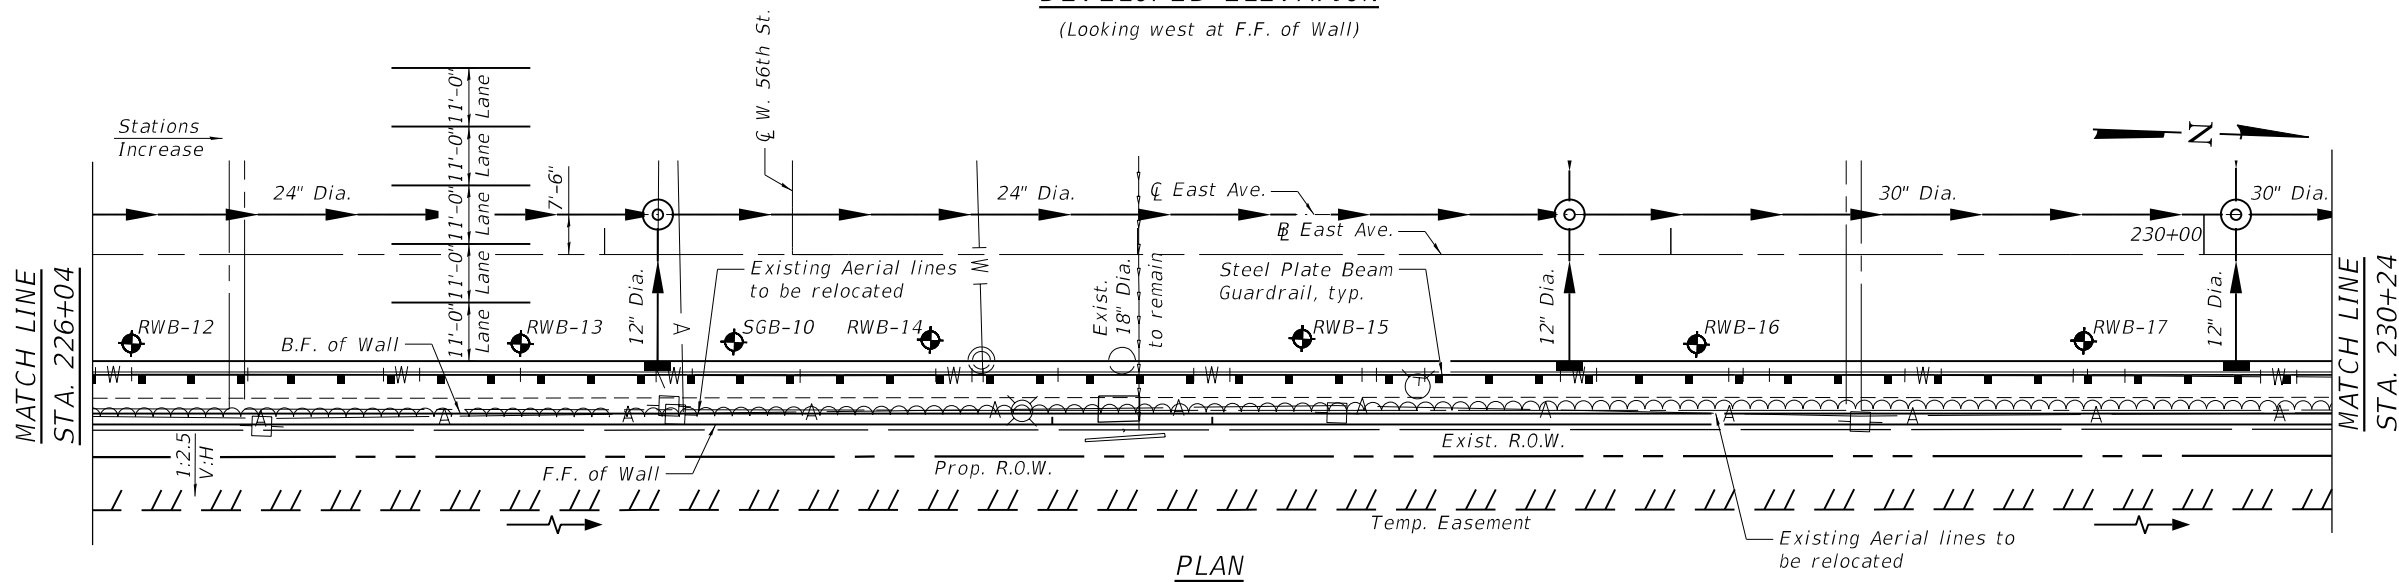 (Looking west at F.F. of Wall)
℄ W. 56th St.
Stations
Increase
11'-0" 11'-0" 11'-0" 11'-0" 11'-0"
Lane Lane Lane Lane Lane
7'-6"
N
24" Dia.
24" Dia.
℄ East Ave.
30" Dia.
30" Dia.
East Ave.
230+00
MATCH LINE
STA. 226+04
12" Dia.
Existing Aerial lines
to be relocated
Exist.
18" Dia.
to remain
Steel Plate Beam
Guardrail, typ.
12" Dia.
12" Dia.
MATCH LINE
STA. 230+24
RWB-12
RWB-13
SGB-10
RWB-14
RWB-15
RWB-16
RWB-17
B.F. of Wall
W
A
W
W W W W W W W W
A A A A A A A A A A A A
1:2.5
V:H
F.F. of Wall
Prop. R.O.W.
Exist. R.O.W.
Temp. Easement
Existing Aerial lines to
be relocated
PLAN